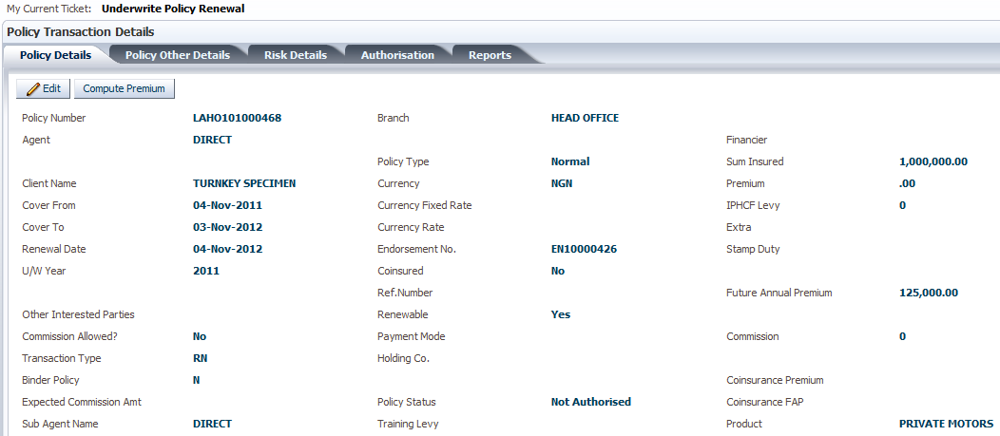 My Current Ticket: Underwrite Policy Renewal
Policy Transaction Details
Policy Details Policy Other Details Risk Details Authorisation Reports
Edit Compute Premium
Policy Number LAHO101000468 Branch HEAD OFFICE
Agent DIRECT Financier
Policy Type Normal Sum Insured 1,000,000.00
Client Name TURNKEY SPECIMEN Currency NGN Premium .00
Cover From 04-Nov-2011 Currency Fixed Rate IPHCF Levy 0
Cover To 03-Nov-2012 Currency Rate Extra
Renewal Date 04-Nov-2012 Endorsement No. EN10000426 Stamp Duty
U/W Year 2011 Coinsured No
Ref.Number Future Annual Premium 125,000.00
Other Interested Parties Renewable Yes
Commission Allowed? No Payment Mode Commission 0
Transaction Type RN Holding Co.
Binder Policy N Coinsurance Premium
Expected Commission Amt Policy Status Not Authorised Coinsurance FAP
Sub Agent Name DIRECT Training Levy Product PRIVATE MOTORS